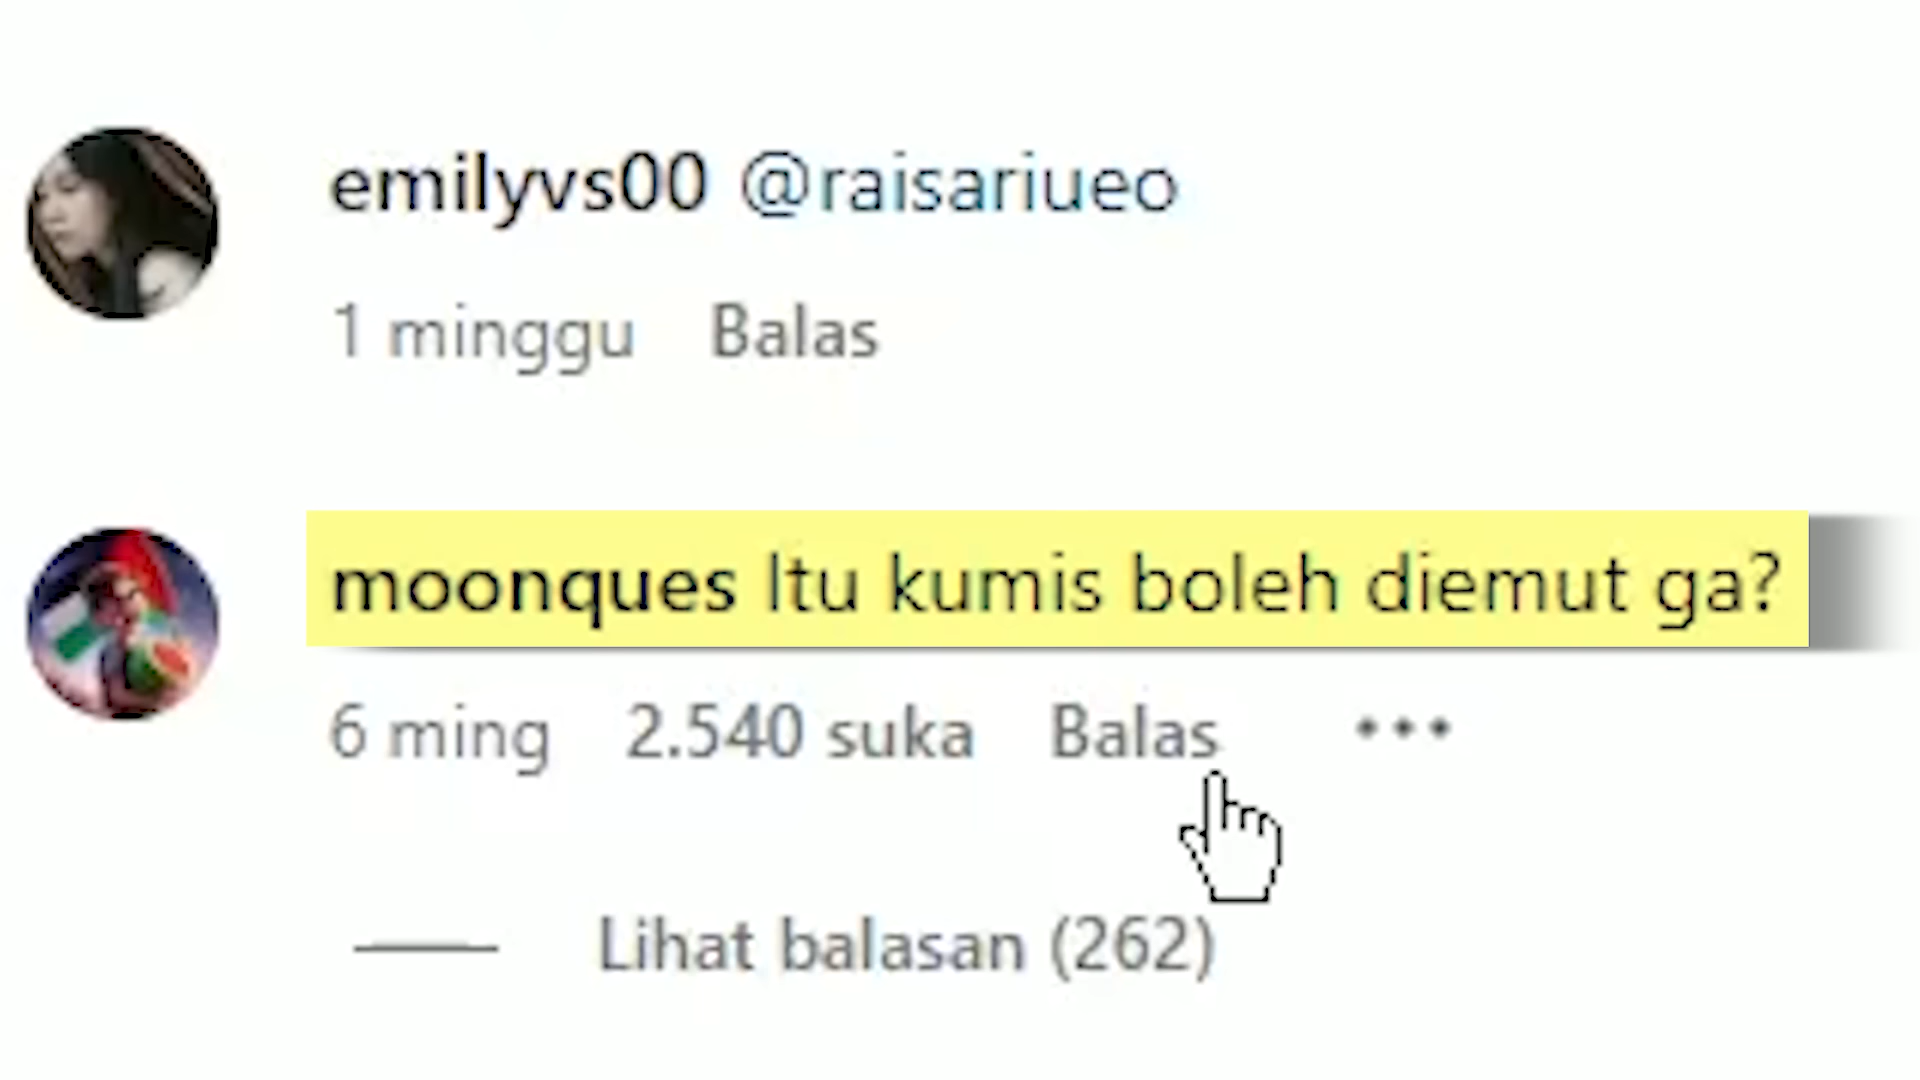 emilyvs00 @raisariueo
1 minggu Balas
moonques Itu kumis boleh diemut ga?
6 ming 2.540 suka Balas •••
Lihat balasan (262)